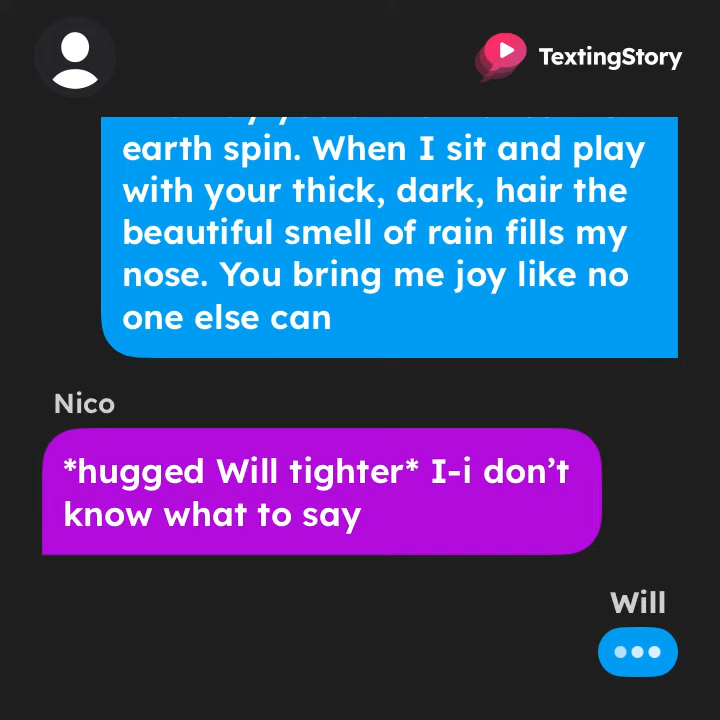 TextingStory
earth spin. When I sit and play
with your thick, dark, hair the
beautiful smell of rain fills my
nose. You bring me joy like no
one else can
Nico
*hugged Will tighter* I-i don’t
know what to say
Will